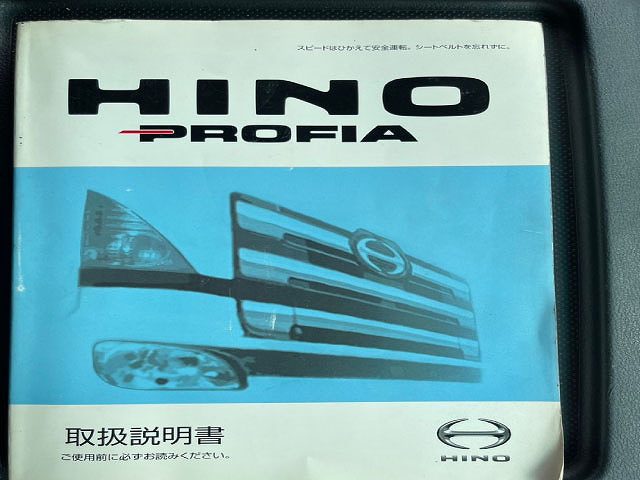 スピードはひかえて安全運転。シートベルトを忘れずに。
HINO
PROFIA
取扱説明書
ご使用前に必ずお読みください。
HINO